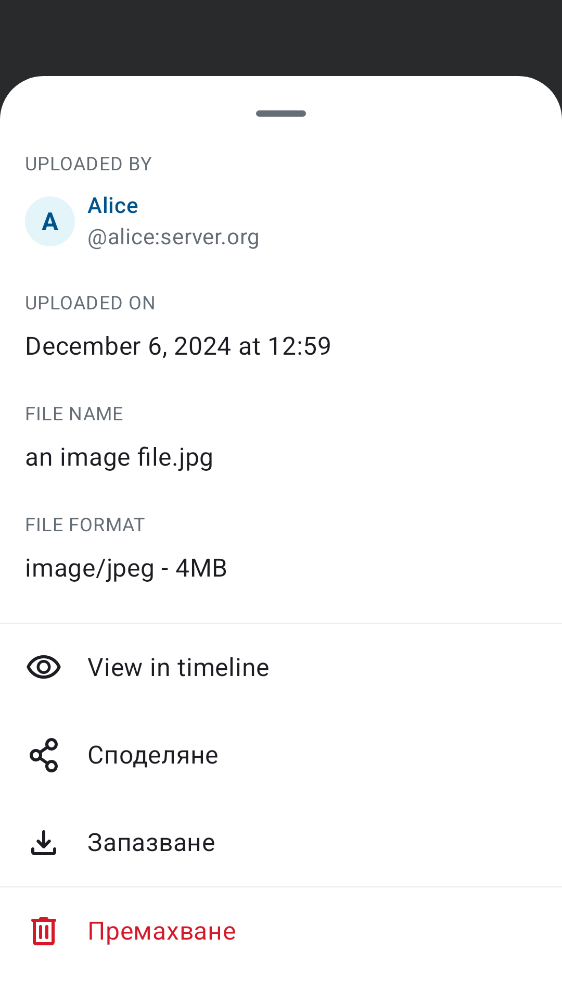 UPLOADED BY
A
Alice
@alice:server.org
UPLOADED ON
December 6, 2024 at 12:59
FILE NAME
an image file.jpg
FILE FORMAT
image/jpeg - 4MB
View in timeline
Споделяне
Запазване
Премахване